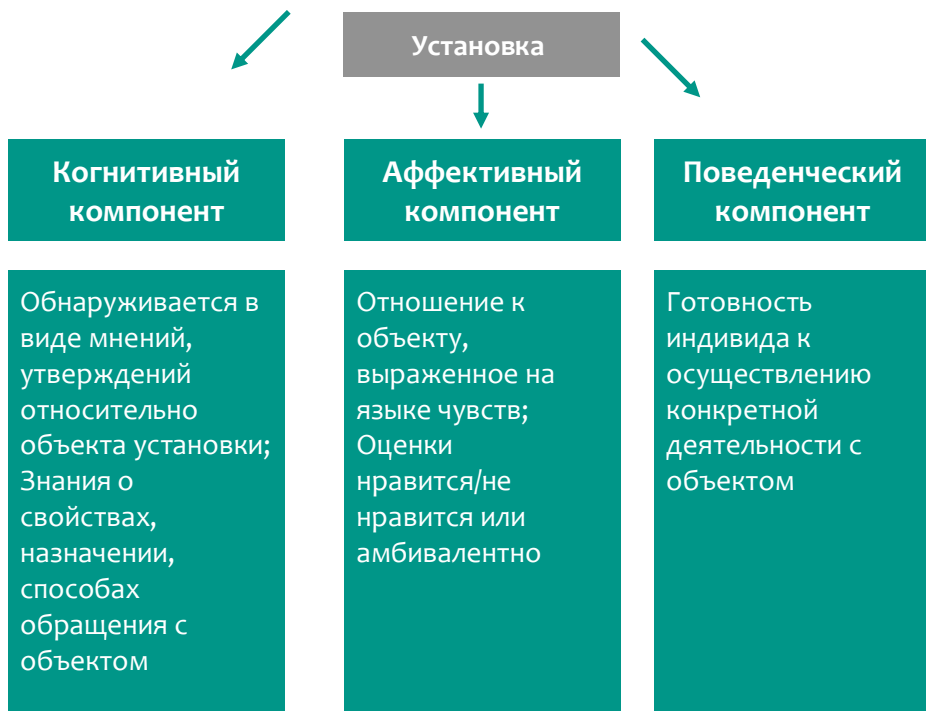 Установка
Когнитивный
компонент
Обнаруживается в
виде мнений,
утверждений
относительно
объекта установки;
Знания о
свойствах,
назначении,
способах
обращения с
объектом
Аффективный
компонент
Отношение к
объекту,
выраженное на
языке чувств;
Оценки
нравится/не
нравится или
амбивалентно
Поведенческий
компонент
Готовность
индивида к
осуществлению
конкретной
деятельности с
объектом